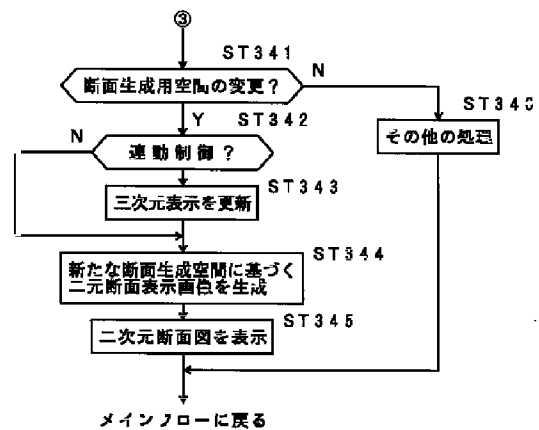 ③
ST341
断面生成用空間の変更？
N
Y
ST342
ST346
その他の処理
N
連動制御？
ST343
三次元表示を更新
ST344
新たな断面生成空間に基づく
二元断面表示画像を生成
ST345
二次元断面図を表示
メインフローに戻る